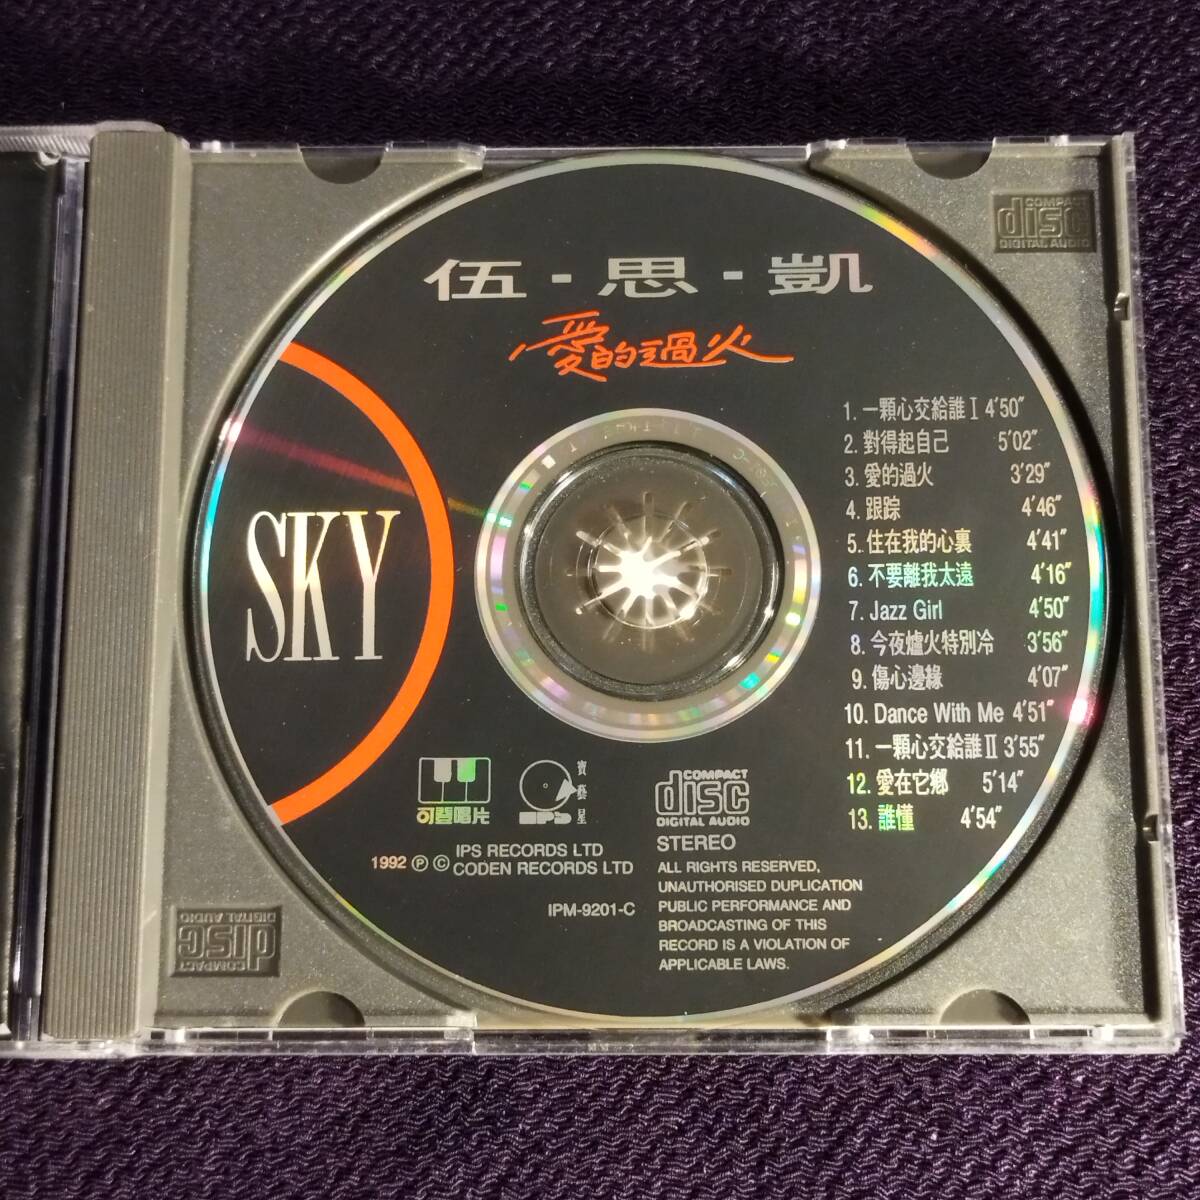 伍-思-凱
愛的過火
SKY
1. 一顆心交給誰Ⅰ 4'50"
2. 對得起自己 5'02"
3. 愛的過火 3'29"
4. 跟踪 4'46"
5. 住在我的心裏 4'41"
6. 不要離我太遠 4'16"
7. Jazz Girl 4'50"
8. 今夜爐火特別冷 3'56"
9. 傷心邊緣 4'07"
10. Dance With Me 4'51"
11. 一顆心交給誰Ⅱ 3'55"
12. 愛在它鄉 5'14"
13. 誰懂 4'54"
可登唱片
寶藝星
COMPACT
disc
DIGITAL AUDIO
STEREO
1992 Ⓟ © IPS RECORDS LTD
CODEN RECORDS LTD
IPM-9201-C
ALL RIGHTS RESERVED,
UNAUTHORISED DUPLICATION
PUBLIC PERFORMANCE AND
BROADCASTING OF THIS
RECORD IS A VIOLATION OF
APPLICABLE LAWS.
COMPACT
disc
DIGITAL AUDIO
COMPACT
disc
DIGITAL AUDIO